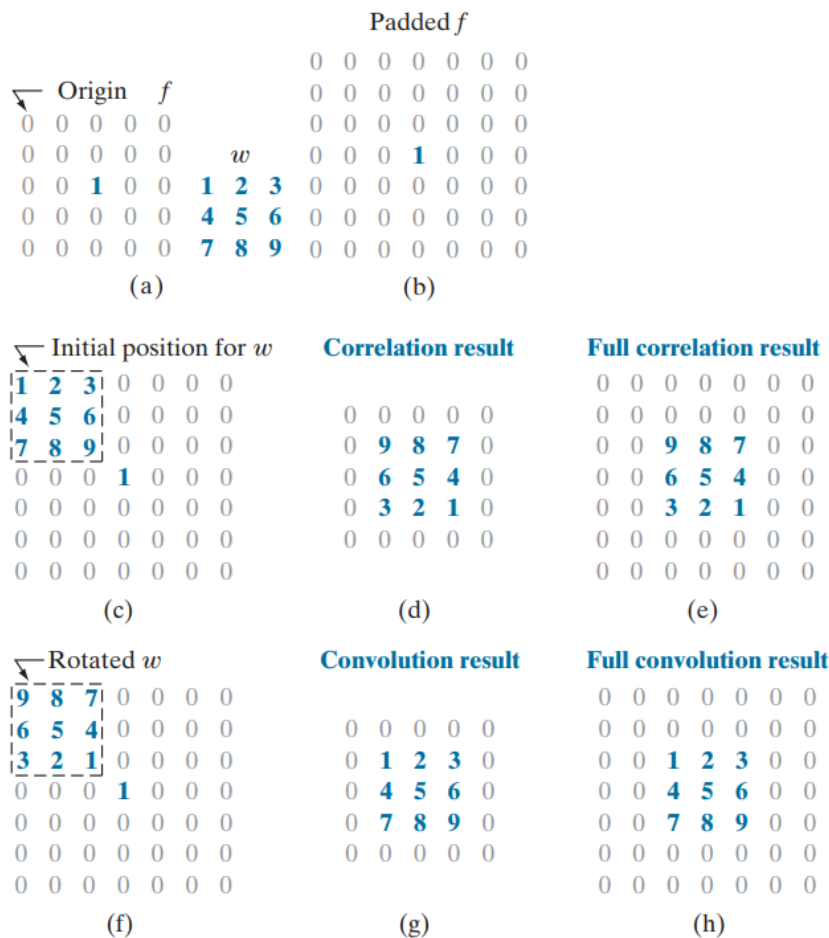 Padded f
0 0 0 0 0 0 0
Origin f 0 0 0 0 0 0 0
0 0 0 0 0 0 0 0 0 0 0 0
0 0 0 0 0 w 0 0 0 1 0 0 0
0 0 1 0 0 1 2 3 0 0 0 0 0 0 0
0 0 0 0 0 4 5 6 0 0 0 0 0 0 0
0 0 0 0 0 7 8 9 0 0 0 0 0 0 0
(a) (b)
Initial position for w Correlation result Full correlation result
1 2 3 0 0 0 0 0 0 0 0 0 0 0
4 5 6 0 0 0 0 0 0 0 0 0 0 0 0 0 0 0 0
7 8 9 0 0 0 0 0 9 8 7 0 0 0 9 8 7 0 0
0 0 0 1 0 0 0 0 6 5 4 0 0 0 6 5 4 0 0
0 0 0 0 0 0 0 0 3 2 1 0 0 0 3 2 1 0 0
0 0 0 0 0 0 0 0 0 0 0 0 0 0 0 0 0 0 0
0 0 0 0 0 0 0 0 0 0 0 0 0 0
(c) (d) (e)
Rotated w Convolution result Full convolution result
9 8 7 0 0 0 0 0 0 0 0 0 0 0
6 5 4 0 0 0 0 0 0 0 0 0 0 0 0 0 0 0 0
3 2 1 0 0 0 0 0 1 2 3 0 0 0 1 2 3 0 0
0 0 0 1 0 0 0 0 4 5 6 0 0 0 4 5 6 0 0
0 0 0 0 0 0 0 0 7 8 9 0 0 0 7 8 9 0 0
0 0 0 0 0 0 0 0 0 0 0 0 0 0 0 0 0 0 0
0 0 0 0 0 0 0 0 0 0 0 0 0 0
(f) (g) (h)